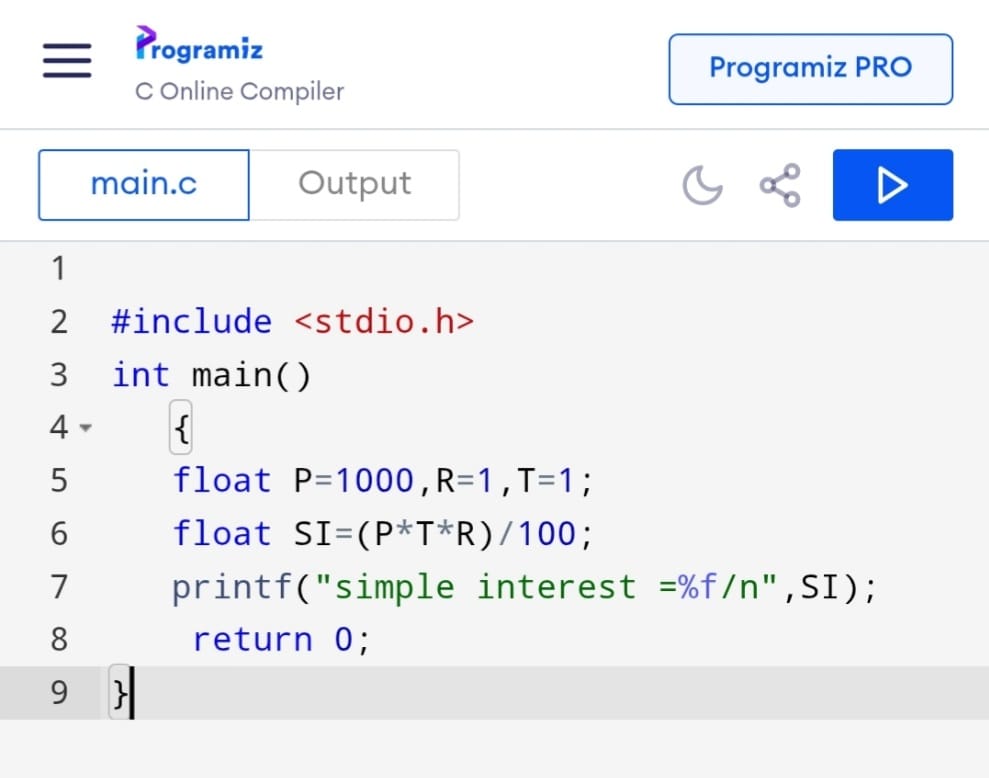 Programiz
C Online Compiler
Programiz PRO
main.c
Output
1
2 #include <stdio.h>
3 int main()
4 {
5 float P=1000,R=1,T=1;
6 float SI=(P*T*R)/100;
7 printf("simple interest =%f/n",SI);
8 return 0;
9 }